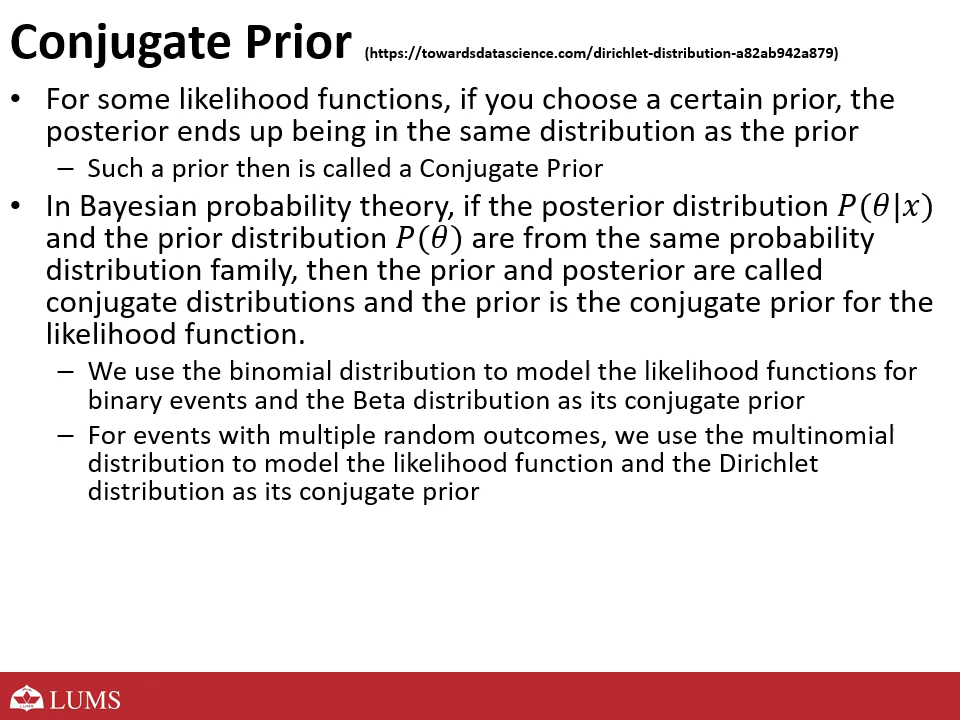 Conjugate Prior (https://towardsdatascience.com/dirichlet-distribution-a82ab942a879)
• For some likelihood functions, if you choose a certain prior, the
posterior ends up being in the same distribution as the prior
– Such a prior then is called a Conjugate Prior
• In Bayesian probability theory, if the posterior distribution 𝑃(𝜃|𝑥)
and the prior distribution 𝑃(𝜃) are from the same probability
distribution family, then the prior and posterior are called
conjugate distributions and the prior is the conjugate prior for the
likelihood function.
– We use the binomial distribution to model the likelihood functions for
binary events and the Beta distribution as its conjugate prior
– For events with multiple random outcomes, we use the multinomial
distribution to model the likelihood function and the Dirichlet
distribution as its conjugate prior
LUMS
LUMS